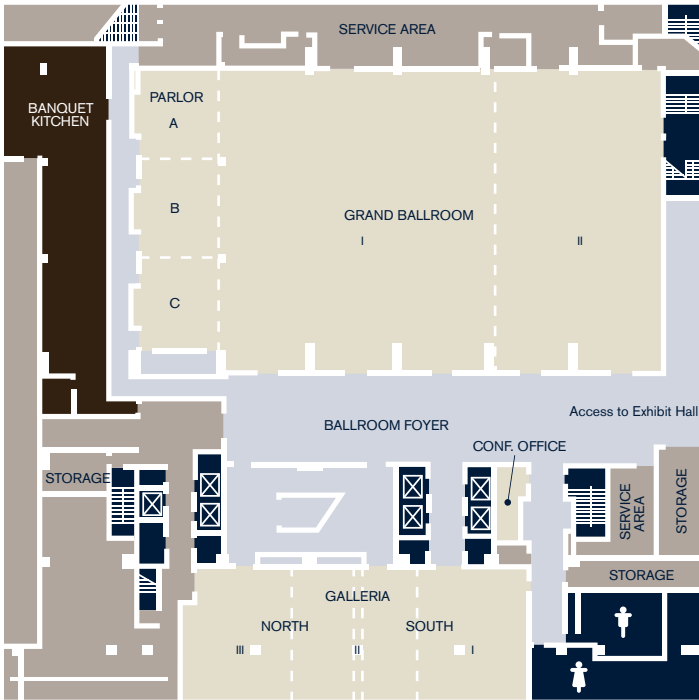 SERVICE AREA
PARLOR
A
BANQUET
KITCHEN
B
GRAND BALLROOM
I
II
C
Access to Exhibit Hall
BALLROOM FOYER
CONF. OFFICE
STORAGE
SERVICE
AREA
STORAGE
STORAGE
GALLERIA
NORTH
SOUTH
III
II
I